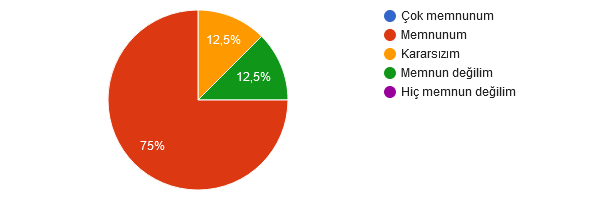 12,5%
12,5%
75%
Çok memnunum
Memnunum
Kararsızım
Memnun değilim
Hiç memnun değilim